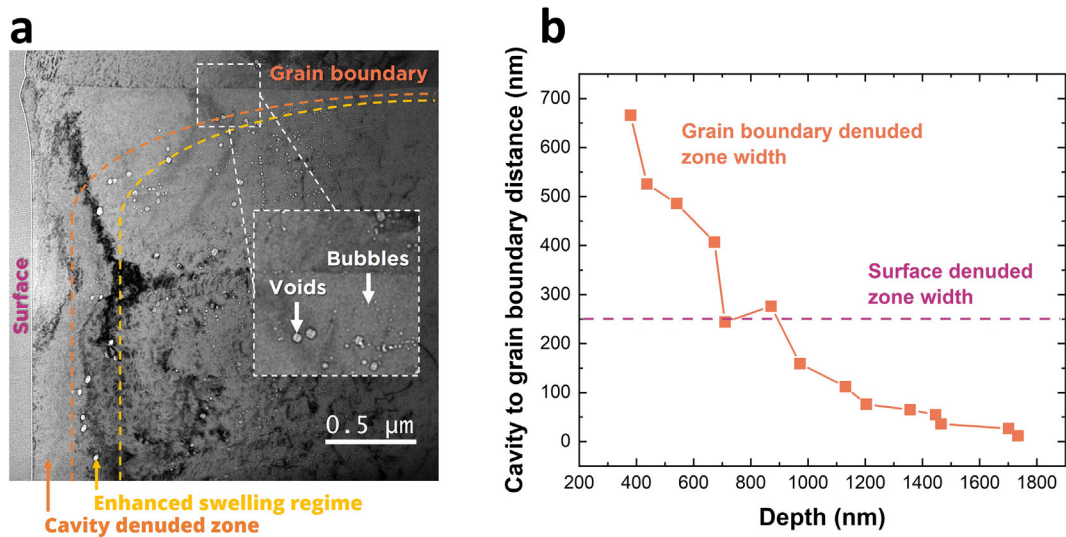 a
Grain boundary
Surface
Bubbles
Voids
0.5 µm
Enhanced swelling regime
Cavity denuded zone
b
Cavity to grain boundary distance (nm)
700
600
500
400
300
200
100
0
Grain boundary denuded
zone width
Surface denuded
zone width
200 400 600 800 1000 1200 1400 1600 1800
Depth (nm)